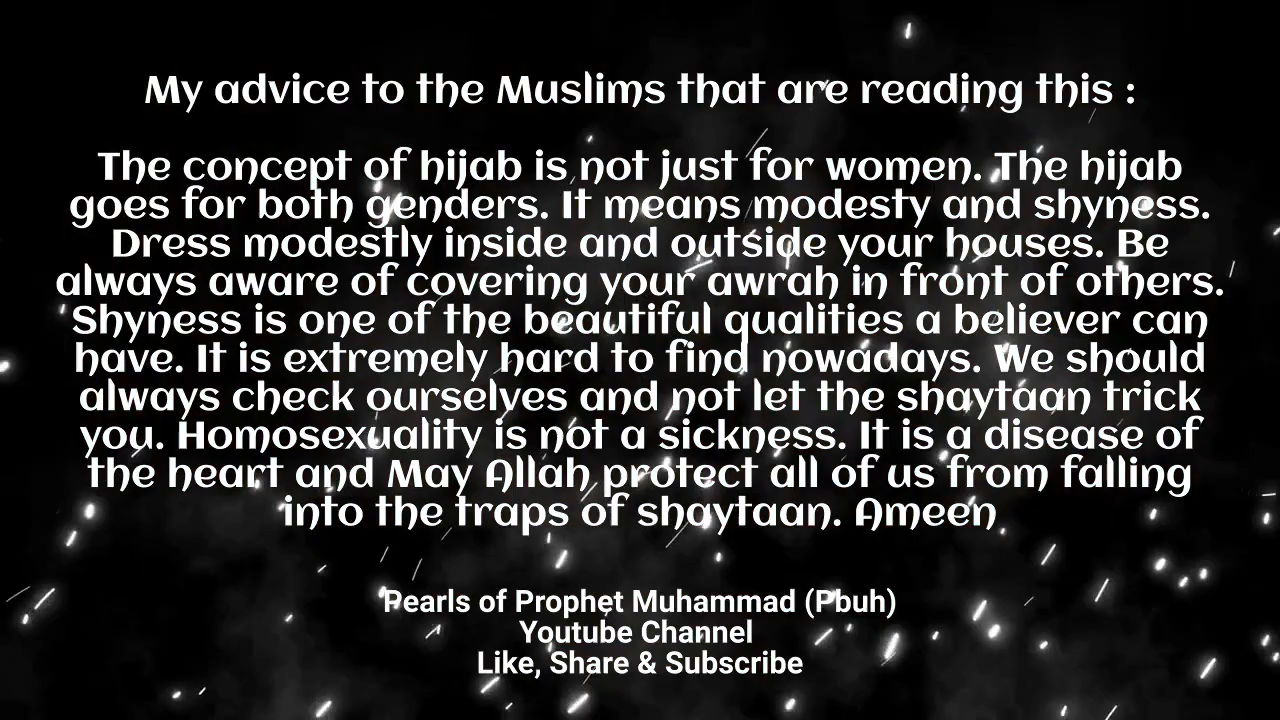 My advice to the Muslims that are reading this :
The concept of hijab is not just for women. The hijab
goes for both genders. It means modesty and shyness.
Dress modestly inside and outside your houses. Be
always aware of covering your awrah in front of others.
Shyness is one of the beautiful qualities a believer can
have. It is extremely hard to find nowadays. We should
always check ourselves and not let the shaytaan trick
you. Homosexuality is not a sickness. It is a disease of
the heart and May Allah protect all of us from falling
into the traps of shaytaan. Ameen
Pearls of Prophet Muhammad (Pbuh)
Youtube Channel
Like, Share & Subscribe